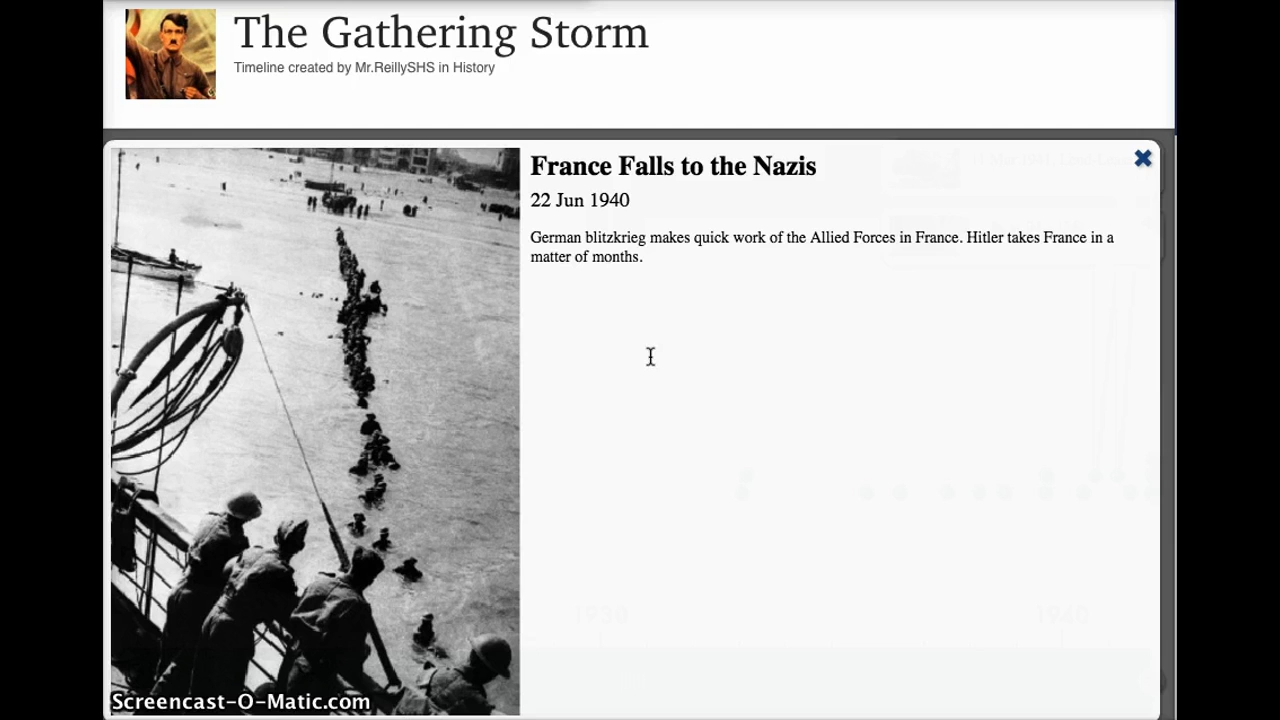 The Gathering Storm
Timeline created by Mr.ReillySHS in History
France Falls to the Nazis
22 Jun 1940
German blitzkrieg makes quick work of the Allied Forces in France. Hitler takes France in a
matter of months.
1930
1940
Screencast-O-Matic.com